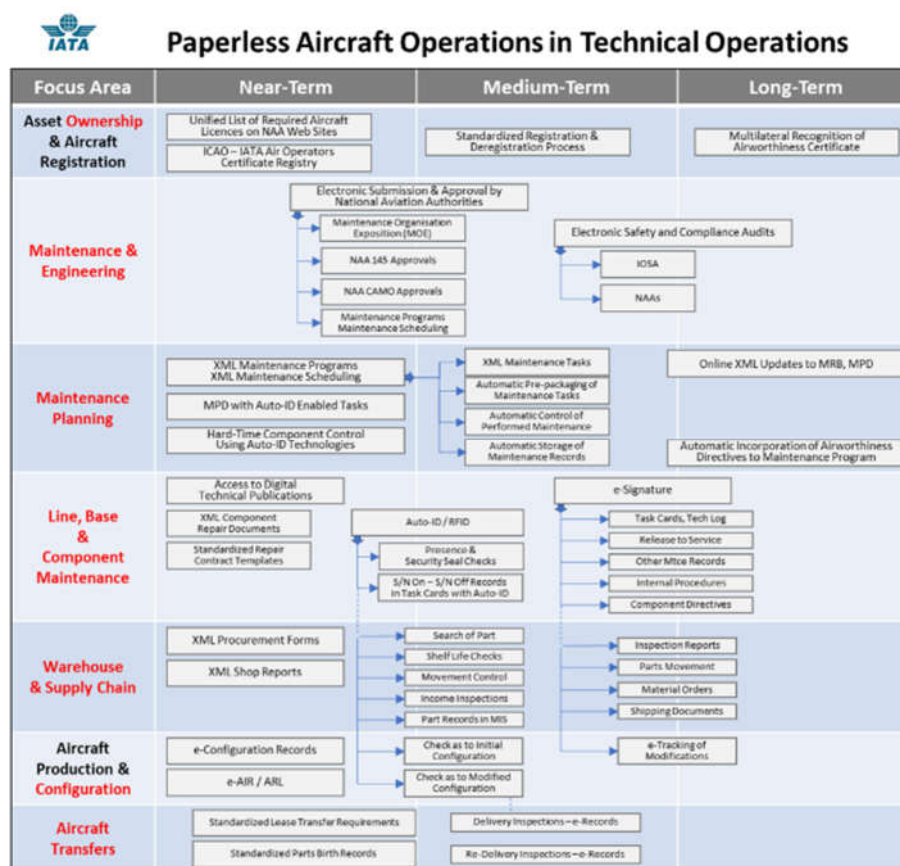 IATA
Paperless Aircraft Operations in Technical Operations
Focus Area
Near-Term
Medium-Term
Long-Term
Asset Ownership
& Aircraft
Registration
Unified List of Required Aircraft
Licences on NAA Web Sites
ICAO – IATA Air Operators
Certificate Registry
Standardized Registration &
Deregistration Process
Multilateral Recognition of
Airworthiness Certificate
Maintenance &
Engineering
Electronic Submission & Approval by
National Aviation Authorities
Maintenance Organisation
Exposition (MOE)
NAA 145 Approvals
NAA CAMO Approvals
Maintenance Programs
Maintenance Scheduling
Electronic Safety and Compliance Audits
IOSA
NAAs
Maintenance
Planning
XML Maintenance Programs
XML Maintenance Scheduling
MPD with Auto-ID Enabled Tasks
Hard-Time Component Control
Using Auto-ID Technologies
XML Maintenance Tasks
Automatic Pre-packaging of
Maintenance Tasks
Automatic Control of
Performed Maintenance
Automatic Storage of
Maintenance Records
Online XML Updates to MRB, MPD
Automatic Incorporation of Airworthiness
Directives to Maintenance Program
Line, Base
&
Component
Maintenance
Access to Digital
Technical Publications
XML Component
Repair Documents
Standardized Repair
Contract Templates
Auto-ID / RFID
Presence &
Security Seal Checks
S/N On – S/N Off Records
in Task Cards with Auto-ID
e-Signature
Task Cards, Tech Log
Release to Service
Other Mtce Records
Internal Procedures
Component Directives
Warehouse
& Supply Chain
XML Procurement Forms
XML Shop Reports
Search of Part
Shelf Life Checks
Movement Control
Income Inspections
Part Records in MIS
Inspection Reports
Parts Movement
Material Orders
Shipping Documents
Aircraft
Production &
Configuration
e-Configuration Records
e-AIR / ARL
Check as to Initial
Configuration
Check as to Modified
Configuration
e-Tracking of
Modifications
Aircraft
Transfers
Standardized Lease Transfer Requirements
Standardized Parts Birth Records
Delivery Inspections – e-Records
Re-Delivery Inspections – e-Records